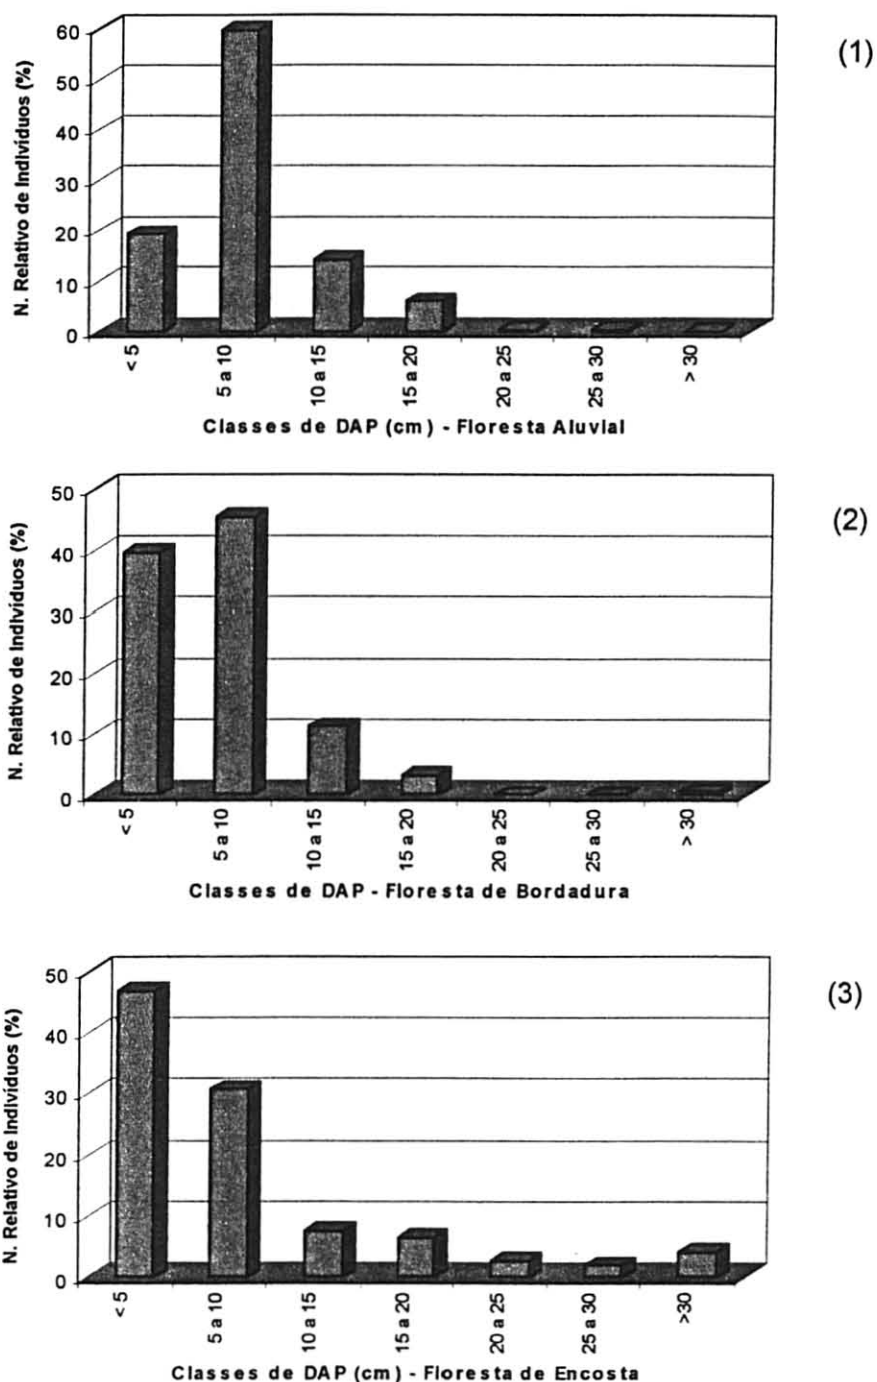 (1)
N. Relativo de Indivíduos (%)
60
50
40
30
20
10
0
< 5
5 a 10
10 a 15
15 a 20
20 a 25
25 a 30
> 30
Classes de DAP (cm) - Floresta Aluvial
(2)
N. Relativo de Indivíduos (%)
50
40
30
20
10
0
< 5
5 a 10
10 a 15
15 a 20
20 a 25
25 a 30
> 30
Classes de DAP - Floresta de Bordadura
(3)
N. Relativo de Indivíduos (%)
50
40
30
20
10
0
< 5
5 a 10
10 a 15
15 a 20
20 a 25
25 a 30
>30
Classes de DAP (cm) - Floresta de Encosta